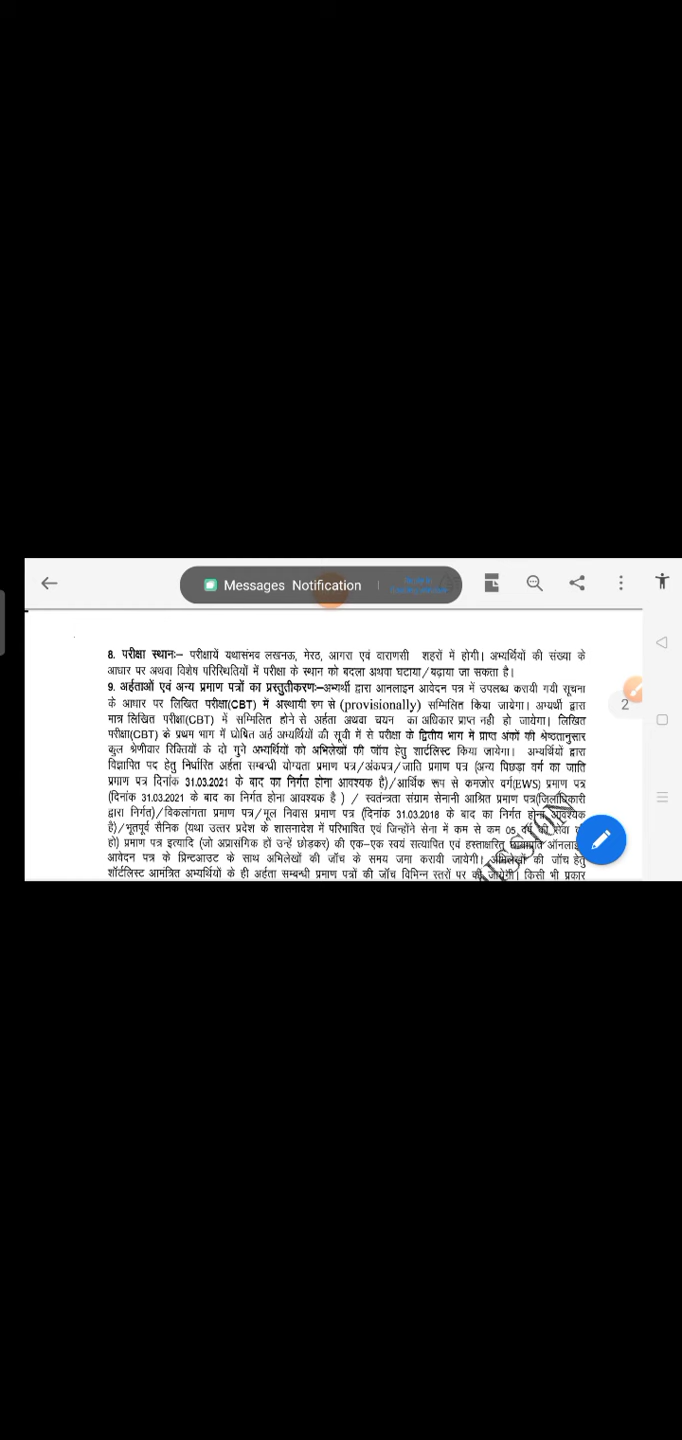 Messages Notification
2
8. परीक्षा स्थानः– परीक्षायें यथासंभव लखनऊ, मेरठ, आगरा एवं वाराणसी शहरों में होगी। अभ्यर्थियों की संख्या के
आधार पर अथवा विशेष परिस्थितियों में परीक्षा के स्थान को बदला अथवा घटाया/बढ़ाया जा सकता है।
9. अर्हताओं एवं अन्य प्रमाण पत्रों का प्रस्तुतीकरणः–अभ्यर्थी द्वारा आनलाइन आवेदन पत्र में उपलब्ध करायी गयी सूचना
के आधार पर लिखित परीक्षा(CBT) में अस्थायी रुप से (provisionally) सम्मिलित किया जायेगा। अभ्यर्थी द्वारा
मात्र लिखित परीक्षा(CBT) में सम्मिलित होने से अर्हता अथवा चयन का अधिकार प्राप्त नही हो जायेगा। लिखित
परीक्षा(CBT) के प्रथम भाग में घोषित अर्ह अभ्यर्थियों की सूची में से परीक्षा के द्वितीय भाग में प्राप्त अंकों की श्रेष्ठतानुसार
कुल श्रेणीवार रिक्तियों के दो गुने अभ्यर्थियों को अभिलेखों की जॉच हेतु शार्टलिस्ट किया जायेगा। अभ्यर्थियों द्वारा
विज्ञापित पद हेतु निर्धारित अर्हता सम्बन्धी योग्यता प्रमाण पत्र/अंकपत्र/जाति प्रमाण पत्र (अन्य पिछड़ा वर्ग का जाति
प्रमाण पत्र दिनांक 31.03.2021 के बाद का निर्गत होना आवश्यक है)/आर्थिक रूप से कमजोर वर्ग(EWS) प्रमाण पत्र
(दिनांक 31.03.2021 के बाद का निर्गत होना आवश्यक है ) / स्वतंन्त्रता संग्राम सेनानी आश्रित प्रमाण पत्र(जिलाधिकारी
द्वारा निर्गत)/विकलांगता प्रमाण पत्र/मूल निवास प्रमाण पत्र (दिनांक 31.03.2018 के बाद का निर्गत होना आवश्यक
है)/भूतपूर्व सैनिक (यथा उत्तर प्रदेश के शासनादेश में परिभाषित एवं जिन्होंने सेना में कम से कम 05 वर्ष की सेवा
हो) प्रमाण पत्र इत्यादि (जो अप्रासंगिक हों उन्हें छोडकर) की एक–एक स्वयं सत्यापित एवं हस्ताक्षरित छायाप्रति
आवेदन पत्र के प्रिन्टआउट के साथ अभिलेखों की जॉच के समय जमा करावी जायेगी। अभिलेखों की जॉच हेतु
शॉर्टलिस्ट आमंत्रित अभ्यर्थियों के ही अर्हता सम्बन्धी प्रमाण पत्रों की जॉच विभिन्न स्तरों पर की जायेगी। किसी भी प्रकार